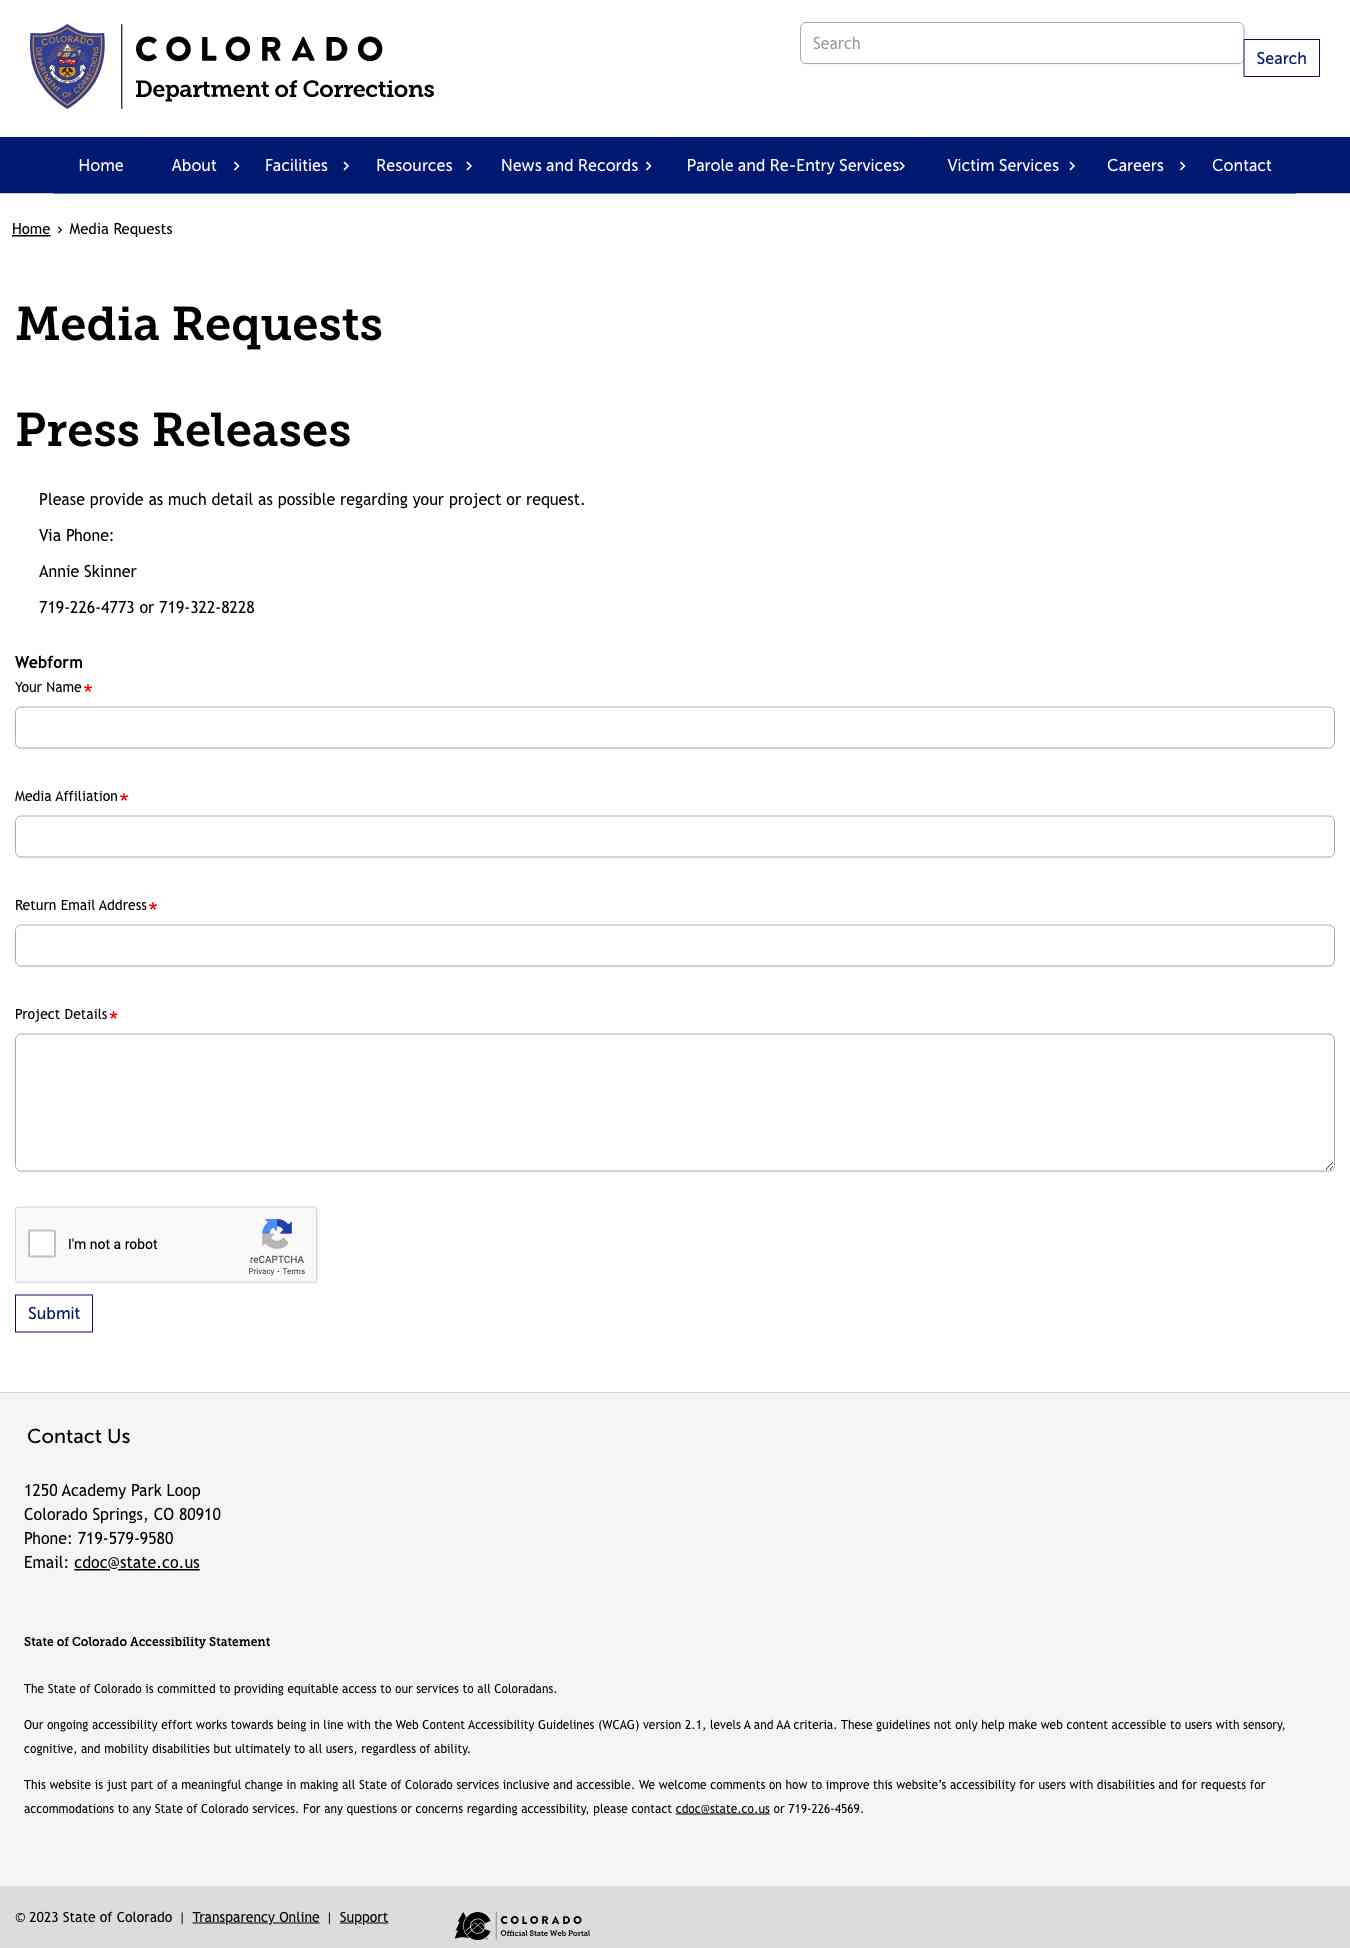 COLORADO
DEPARTMENT OF CORRECTIONS
COLORADO
Department of Corrections
Search
Search
Home
About
Facilities
Resources
News and Records
Parole and Re-Entry Services
Victim Services
Careers
Contact
Home › Media Requests
Media Requests
Press Releases
Please provide as much detail as possible regarding your project or request.
Via Phone:
Annie Skinner
719-226-4773 or 719-322-8228
Webform
Your Name*
Media Affiliation*
Return Email Address*
Project Details*
I'm not a robot
reCAPTCHA
Privacy - Terms
Submit
Contact Us
1250 Academy Park Loop
Colorado Springs, CO 80910
Phone: 719-579-9580
Email: cdoc@state.co.us
State of Colorado Accessibility Statement
The State of Colorado is committed to providing equitable access to our services to all Coloradans.
Our ongoing accessibility effort works towards being in line with the Web Content Accessibility Guidelines (WCAG) version 2.1, levels A and AA criteria. These guidelines not only help make web content accessible to users with sensory,
cognitive, and mobility disabilities but ultimately to all users, regardless of ability.
This website is just part of a meaningful change in making all State of Colorado services inclusive and accessible. We welcome comments on how to improve this website’s accessibility for users with disabilities and for requests for
accommodations to any State of Colorado services. For any questions or concerns regarding accessibility, please contact cdoc@state.co.us or 719-226-4569.
© 2023 State of Colorado | Transparency Online | Support
COLORADO
Official State Web Portal